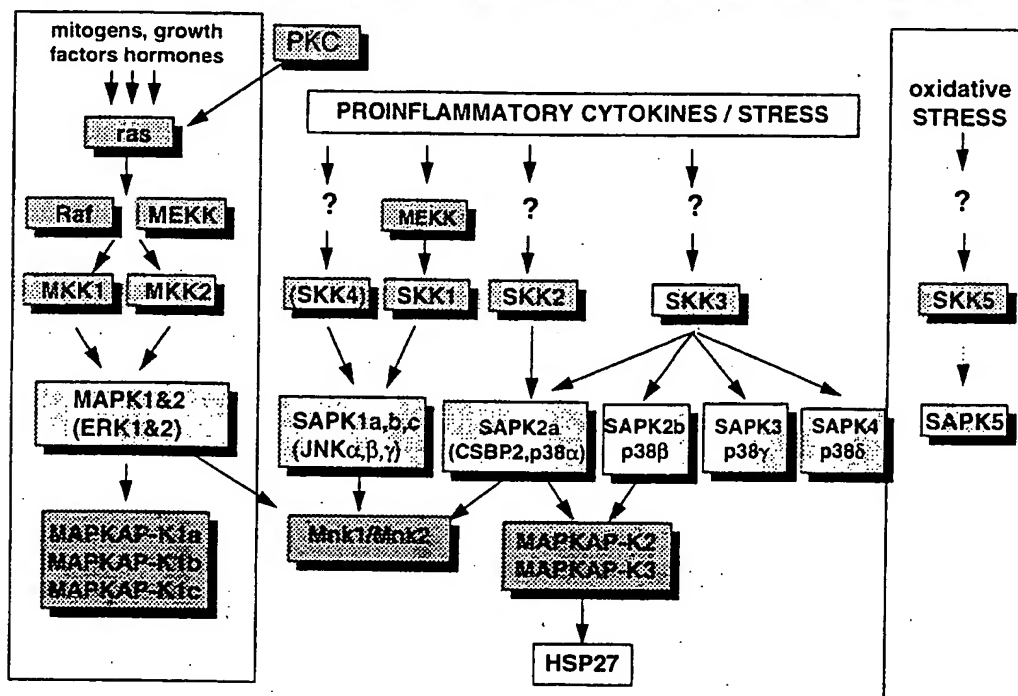 mitogens, growth
factors hormones
PKC
ras
Raf
MEKK
MKK1
MKK2
MAPK1&2
(ERK1&2)
MAPKAP-K1a
MAPKAP-K1b
MAPKAP-K1c
PROINFLAMMATORY CYTOKINES / STRESS
?
MEKK
?
?
(SKK4)
SKK1
SKK2
SKK3
SAPK1a,b,c
(JNKα,β,γ)
SAPK2a
(CSBP2,p38α)
SAPK2b
p38β
SAPK3
p38γ
SAPK4
p38δ
Mnk1/Mnk2
MAPKAP-K2
MAPKAP-K3
HSP27
oxidative
STRESS
?
SKK5
SAPK5